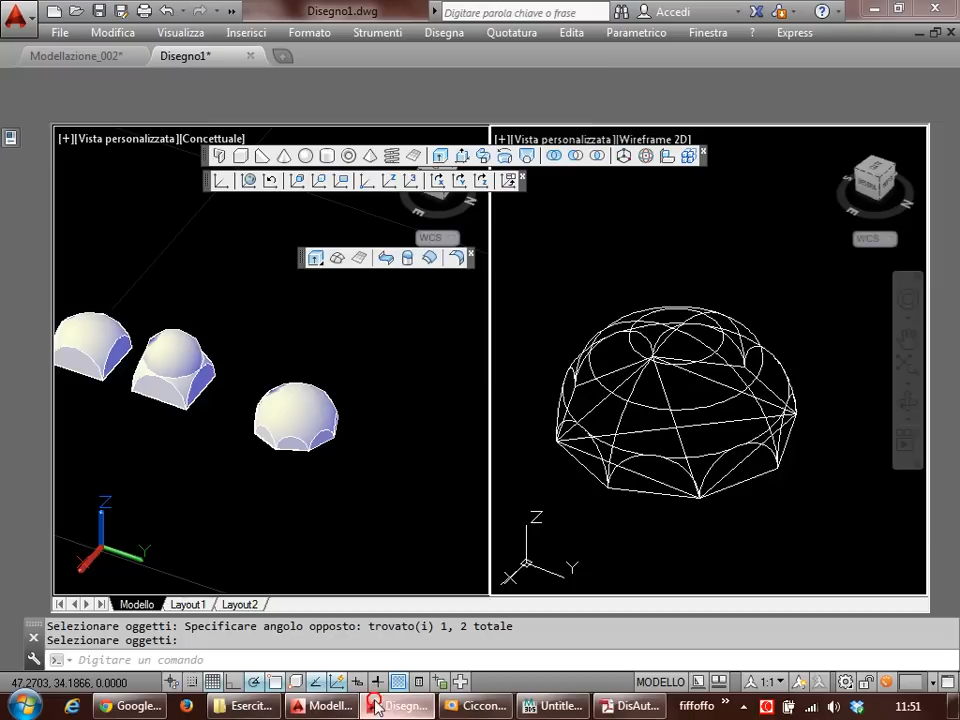 Disegno1.dwg
Digitare parola chiave o frase
Accedi
?
File Modifica Visualizza Inserisci Formato Strumenti Disegna Quotatura Edita Parametrico Finestra ? Express
Modellazione_002* Disegno1*
[+][Vista personalizzata][Concettuale]
[+][Vista personalizzata][Wireframe 2D]
E N
WCS
S E N
WCS
Z
Y
X
Z
Y
X
Modello Layout1 Layout2
Selezionare oggetti: Specificare angolo opposto: trovato(i) 1, 2 totale
Selezionare oggetti:
Digitare un comando
47.2703, 34.1866, 0.0000
MODELLO
1:1
Google...
Esercit...
Modell...
Disegn...
Ciccon...
Untitle...
DisAut...
fiffoffo
11:51